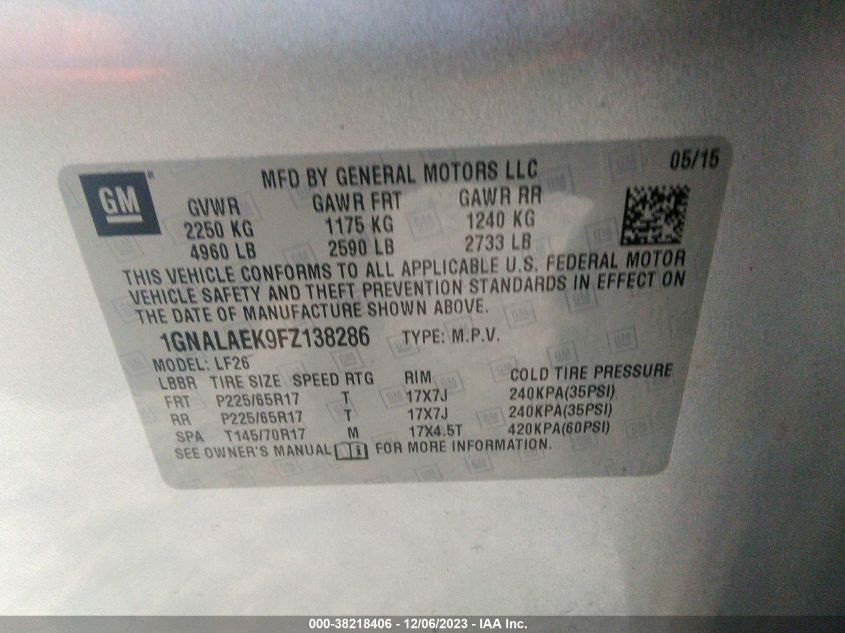 GM® MFD BY GENERAL MOTORS LLC 05/15
GVWR GAWR FRT GAWR RR
2250 KG 1175 KG 1240 KG
4960 LB 2590 LB 2733 LB
THIS VEHICLE CONFORMS TO ALL APPLICABLE U.S. FEDERAL MOTOR
VEHICLE SAFETY AND THEFT PREVENTION STANDARDS IN EFFECT ON
THE DATE OF MANUFACTURE SHOWN ABOVE.
1GNALAEK9FZ138286 TYPE: M.P.V.
MODEL: LF26
LBBR TIRE SIZE SPEED RTG RIM COLD TIRE PRESSURE
FRT P225/65R17 T 17X7J 240KPA(35PSI)
RR P225/65R17 T 17X7J 240KPA(35PSI)
SPA T145/70R17 M 17X4.5T 420KPA(60PSI)
SEE OWNER'S MANUAL FOR MORE INFORMATION.
000-38218406 - 12/06/2023 - IAA Inc.